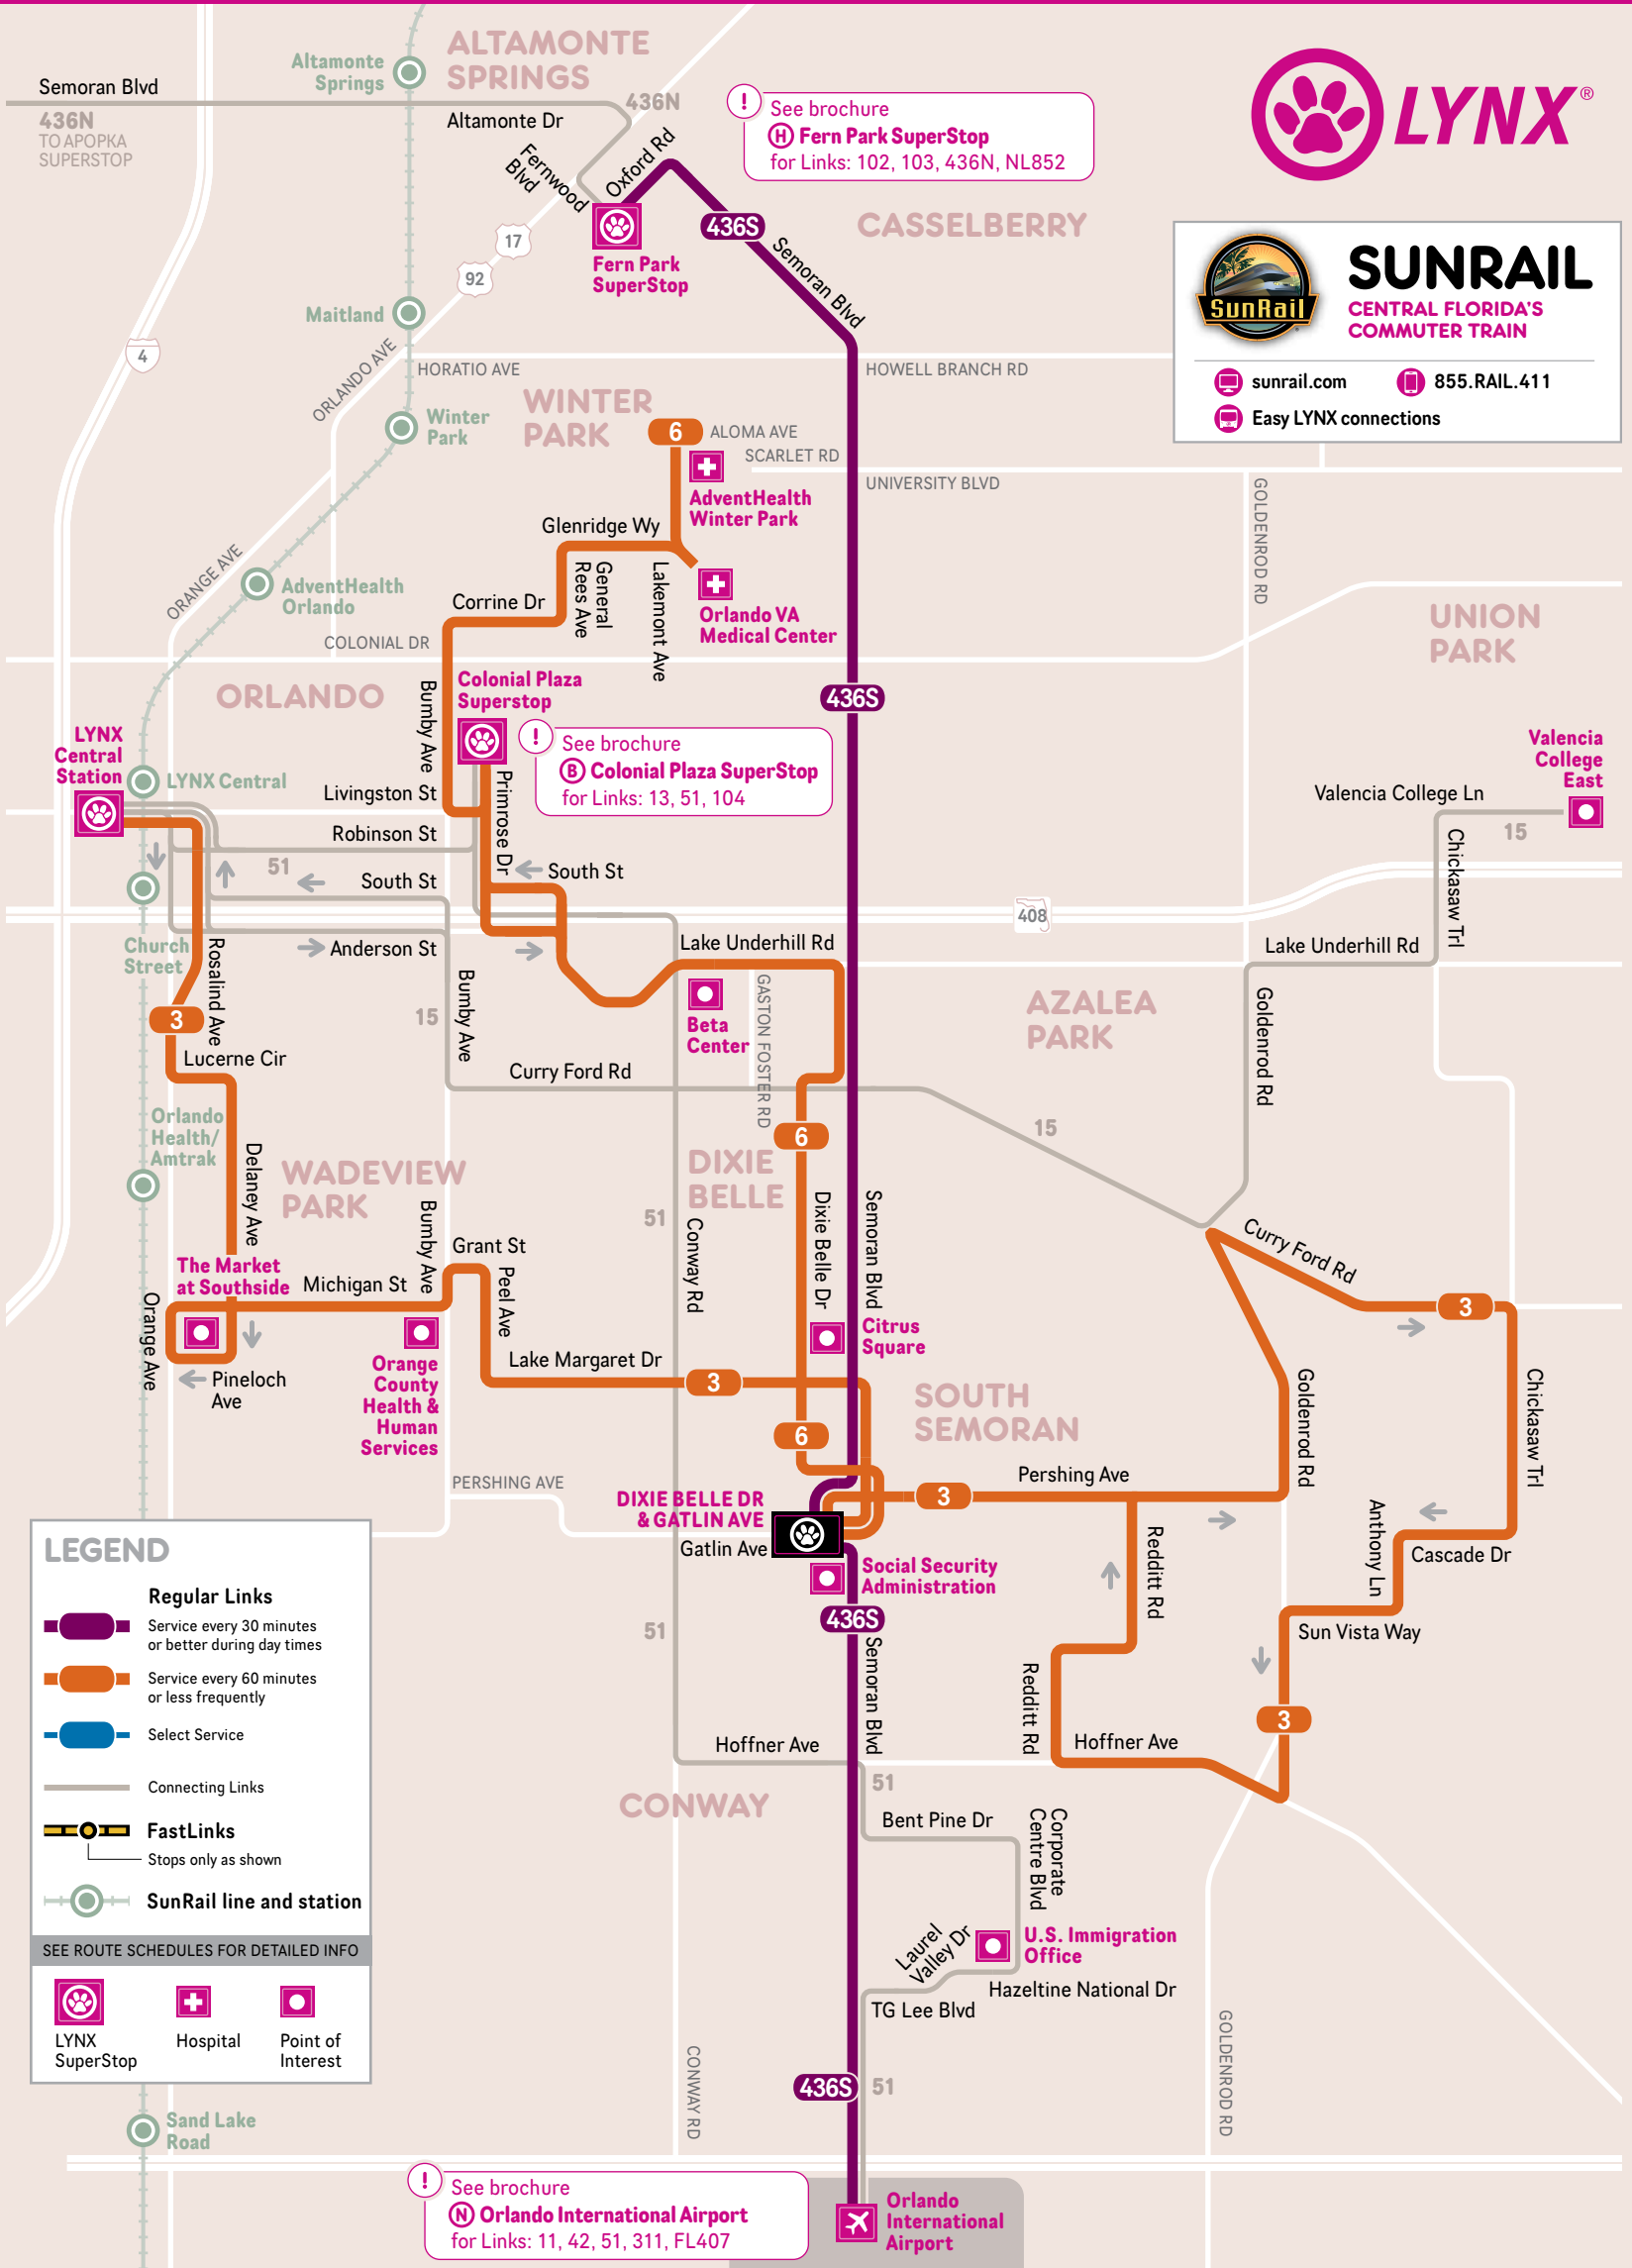 ALTAMONTE
SPRINGS
Altamonte
Springs
Semoran Blvd
436N
TO APOPKA
SUPERSTOP
436N
Altamonte Dr
Fernwood
Blvd
Oxford Rd
! See brochure
H Fern Park SuperStop
for Links: 102, 103, 436N, NL852
LYNX®
436S
CASSELBERRY
17
92
Fern Park
SuperStop
Semoran Blvd
SunRail
SUNRAIL
CENTRAL FLORIDA'S
COMMUTER TRAIN
sunrail.com
855.RAIL.411
Easy LYNX connections
Maitland
4
ORLANDO AVE
HORATIO AVE
HOWELL BRANCH RD
WINTER
PARK
Winter
Park
6
ALOMA AVE
SCARLET RD
UNIVERSITY BLVD
GOLDENROD RD
AdventHealth
Winter Park
Glenridge Wy
ORANGE AVE
AdventHealth
Orlando
General
Rees Ave
Lakemont Ave
Orlando VA
Medical Center
Corrine Dr
COLONIAL DR
UNION
PARK
ORLANDO
Bumby Ave
Colonial Plaza
Superstop
436S
LYNX
Central
Station
LYNX Central
! See brochure
B Colonial Plaza SuperStop
for Links: 13, 51, 104
Valencia
College
East
Valencia College Ln
15
Livingston St
Robinson St
Primrose Dr
51
South St
South St
Chickasaw Trl
408
Church
Street
Anderson St
Rosalind Ave
Lake Underhill Rd
Lake Underhill Rd
15
Bumby Ave
Beta
Center
GASTON FOSTER RD
AZALEA
PARK
Goldenrod Rd
3
Lucerne Cir
Curry Ford Rd
15
Orlando
Health/
Amtrak
6
Delaney Ave
WADEVIEW
PARK
DIXIE
BELLE
51
Conway Rd
Dixie Belle Dr
Semoran Blvd
Bumby Ave
Grant St
Peel Ave
Curry Ford Rd
The Market
at Southside
Michigan St
3
Orange Ave
Pineloch
Ave
Orange
County
Health &
Human
Services
Lake Margaret Dr
3
Citrus
Square
SOUTH
SEMORAN
Goldenrod Rd
Chickasaw Trl
6
PERSHING AVE
Pershing Ave
3
DIXIE BELLE DR
& GATLIN AVE
Gatlin Ave
Anthony Ln
Cascade Dr
Redditt Rd
Social Security
Administration
436S
51
Semoran Blvd
Sun Vista Way
Redditt Rd
Hoffner Ave
Hoffner Ave
3
51
CONWAY
Bent Pine Dr
Corporate
Centre Blvd
Laurel
Valley Dr
U.S. Immigration
Office
Hazeltine National Dr
TG Lee Blvd
GOLDENROD RD
CONWAY RD
436S
51
LEGEND
Regular Links
Service every 30 minutes
or better during day times
Service every 60 minutes
or less frequently
Select Service
Connecting Links
FastLinks
Stops only as shown
SunRail line and station
SEE ROUTE SCHEDULES FOR DETAILED INFO
LYNX
SuperStop
Hospital
Point of
Interest
Sand Lake
Road
! See brochure
N Orlando International Airport
for Links: 11, 42, 51, 311, FL407
Orlando
International
Airport